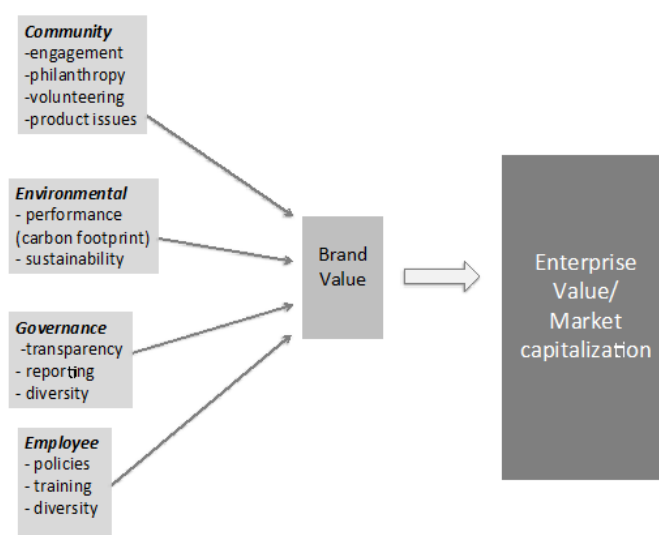 Community
-engagement
-philanthropy
-volunteering
-product issues
Environmental
- performance
(carbon footprint)
- sustainability
Governance
-transparency
- reporting
- diversity
Employee
- policies
- training
- diversity
Brand
Value
Enterprise
Value/
Market
capitalization